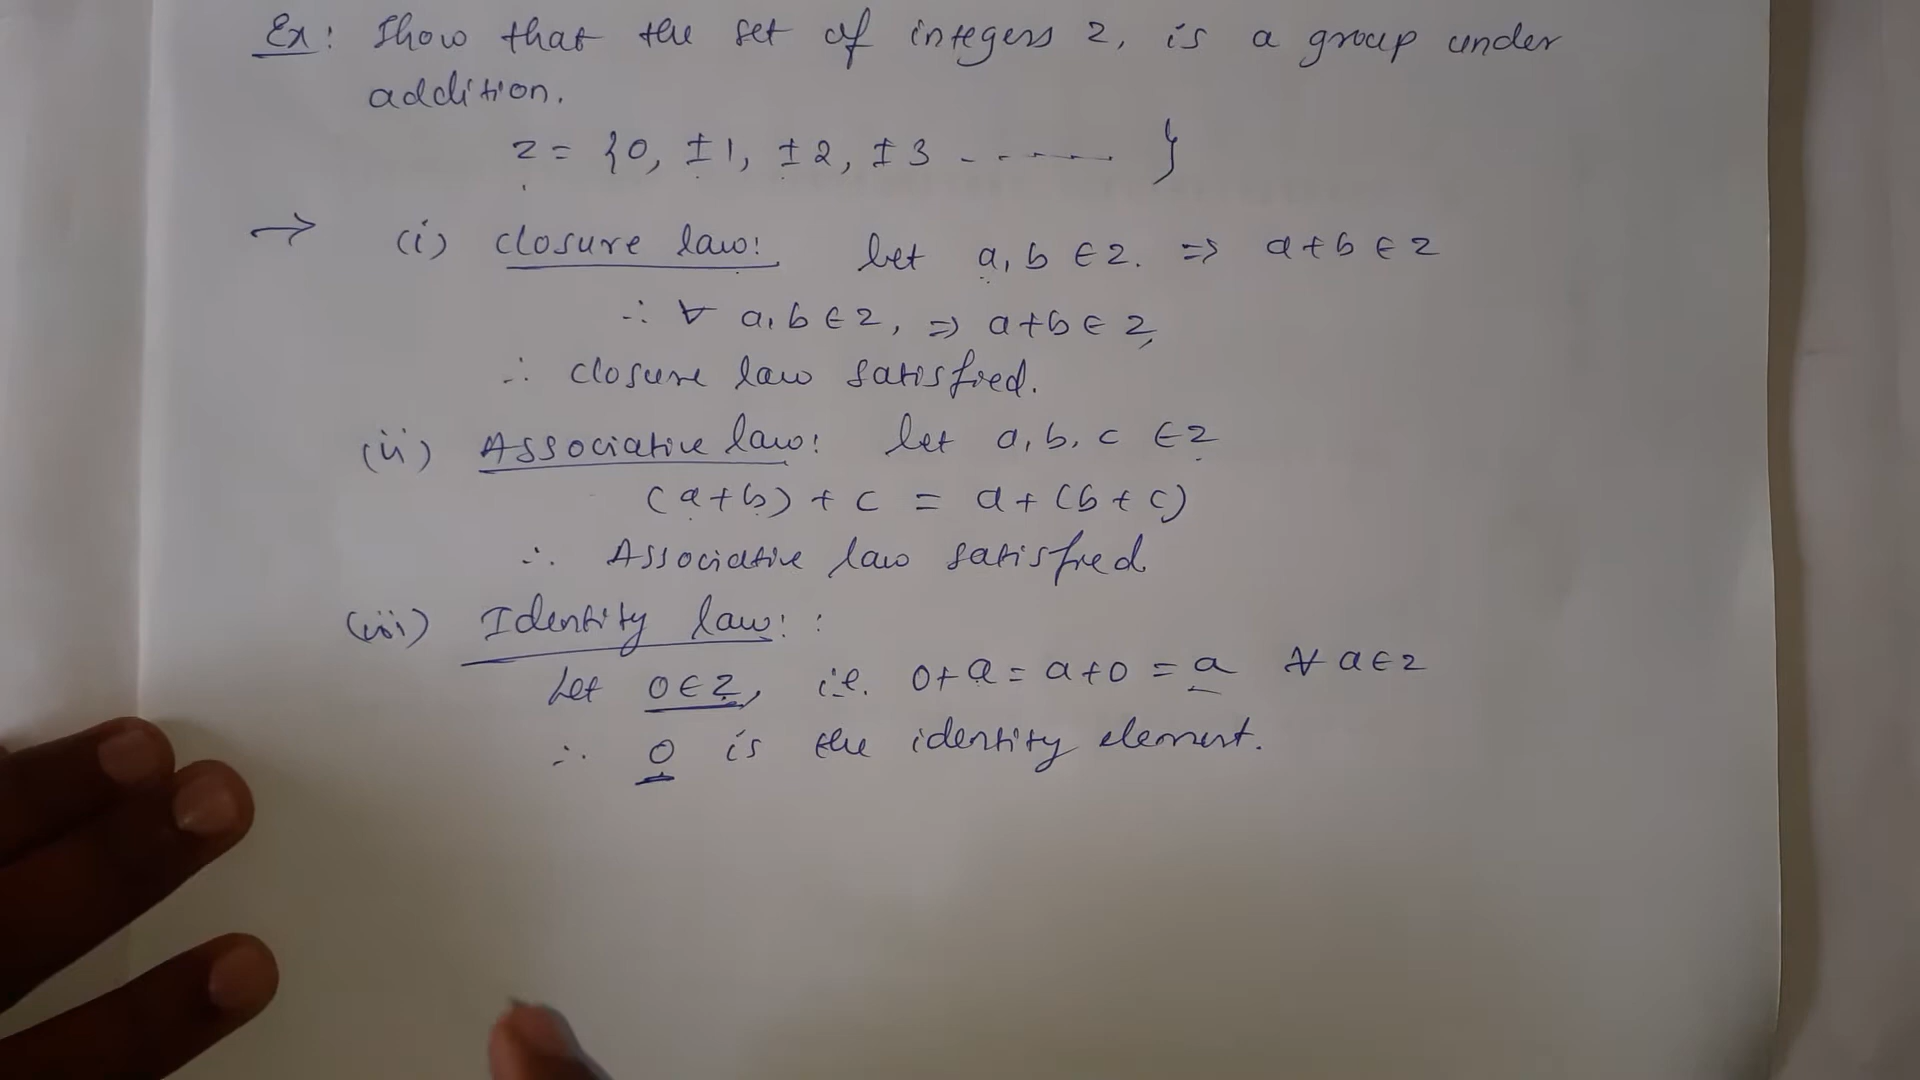 Ex: Show that the set of integers z, is a group under
addition.
z = {0, ±1, ±2, ±3 ------- }
→ (i) closure law: let a, b ∈ z. ⇒ a+b ∈ z
∴ ∀ a, b ∈ z, ⇒ a+b ∈ z,
∴ closure law satisfied.
(ii) Associative law: let a, b, c ∈ z
(a+b) + c = a + (b + c)
∴ Associative law satisfied
(iii) Identity law: :
Let 0 ∈ z, i.e. 0+a = a+0 = a ∀ a ∈ z
∴ 0 is the identity element.